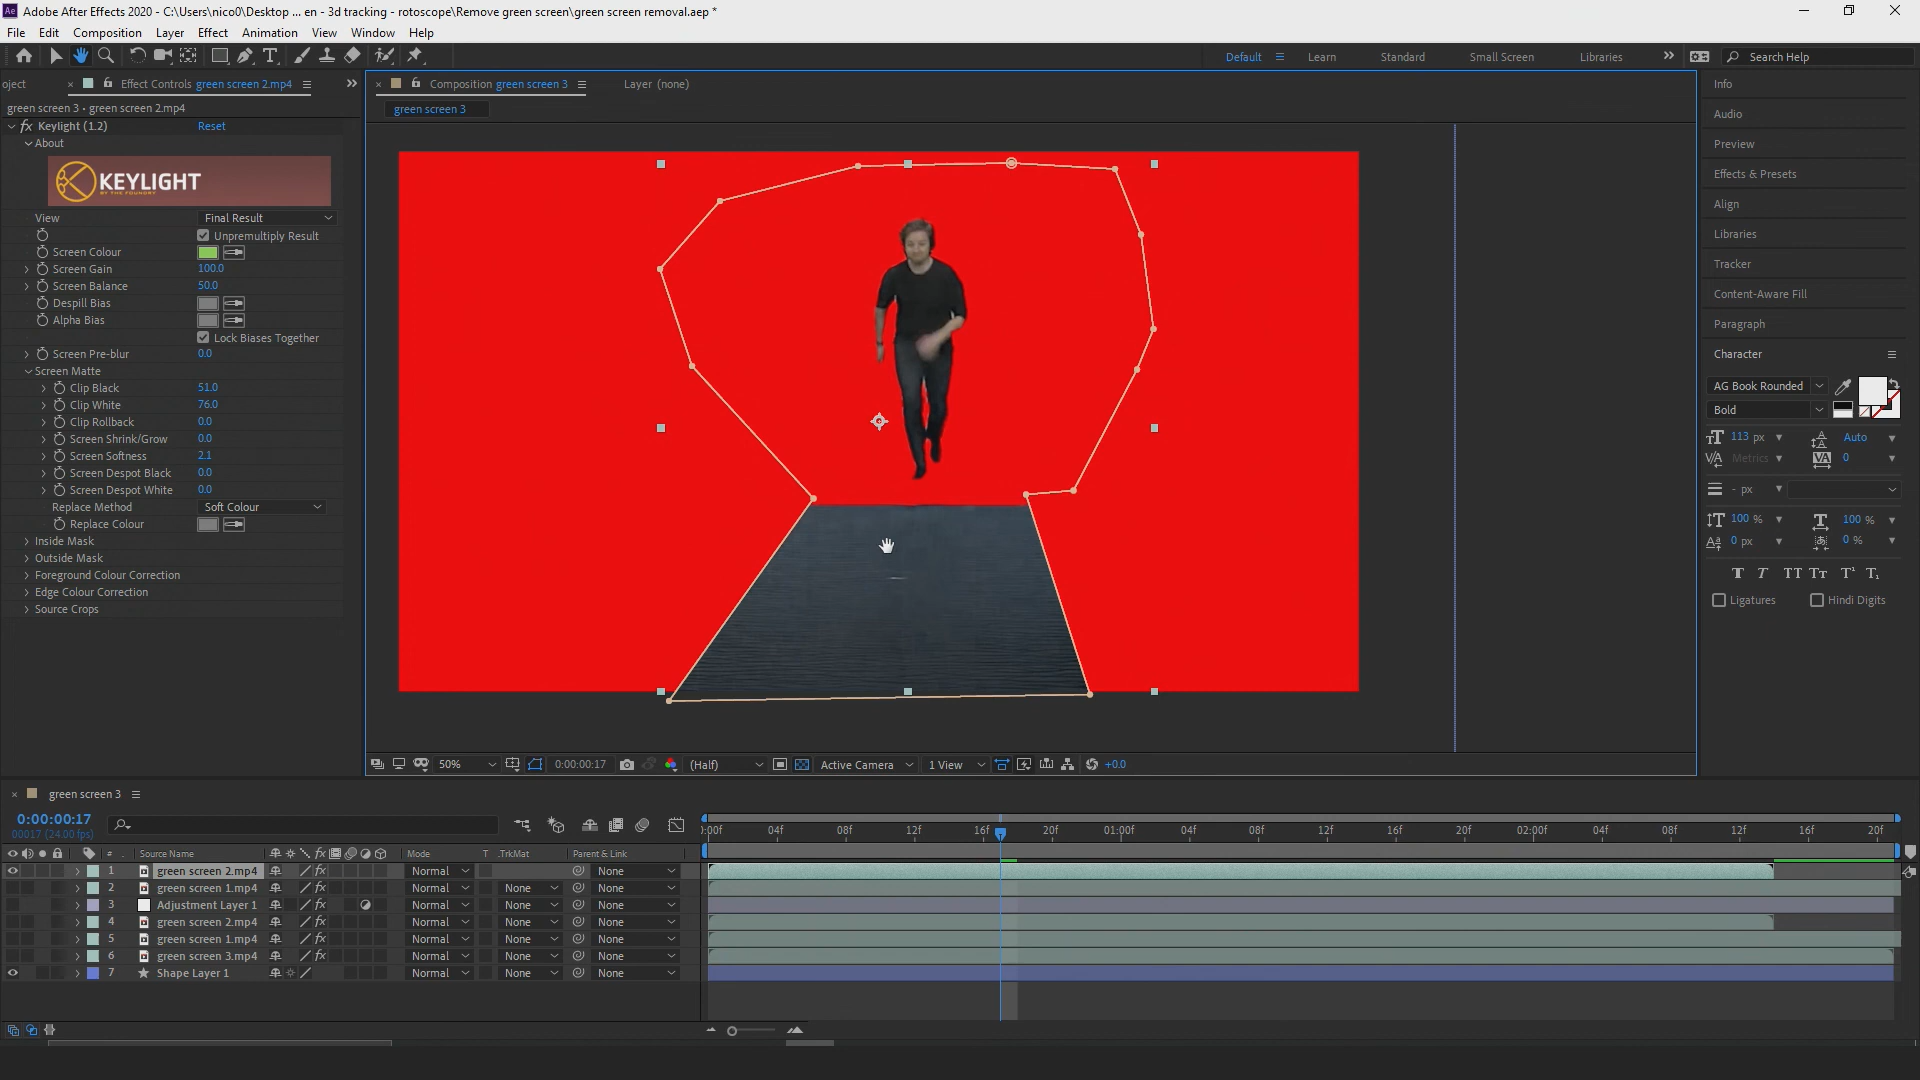 Adobe After Effects 2020 - C:\Users\nico0\Desktop ... en - 3d tracking - rotoscope\Remove green screen\green screen removal.aep *
File Edit Composition Layer Effect Animation View Window Help
Default Learn Standard Small Screen Libraries Search Help
oject Effect Controls green screen 2.mp4
Composition green screen 3 Layer (none)
green screen 3 • green screen 2.mp4
green screen 3
Keylight (1.2) Reset
About
KEYLIGHT
BY THE FOUNDRY
View Final Result
Unpremultiply Result
Screen Colour
Screen Gain 100.0
Screen Balance 50.0
Despill Bias
Alpha Bias
Lock Biases Together
Screen Pre-blur 0.0
Screen Matte
Clip Black 51.0
Clip White 76.0
Clip Rollback 0.0
Screen Shrink/Grow 0.0
Screen Softness 2.1
Screen Despot Black 0.0
Screen Despot White 0.0
Replace Method Soft Colour
Replace Colour
Inside Mask
Outside Mask
Foreground Colour Correction
Edge Colour Correction
Source Crops
50% 0:00:00:17 (Half) Active Camera 1 View +0.0
Info
Audio
Preview
Effects & Presets
Align
Libraries
Tracker
Content-Aware Fill
Paragraph
Character
AG Book Rounded
Bold
113 px Auto
Metrics 0
- px
100 % 100 %
0 px 0 %
T T TT Tт T¹ T₁
Ligatures Hindi Digits
green screen 3
0:00:00:17
00017 (24.00 fps)
:00f 04f 08f 12f 16f 20f 01:00f 04f 08f 12f 16f 20f 02:00f 04f 08f 12f 16f 20f
# Source Name Mode T .TrkMat Parent & Link
1 green screen 2.mp4 Normal None
2 green screen 1.mp4 Normal None None
3 Adjustment Layer 1 Normal None None
4 green screen 2.mp4 Normal None None
5 green screen 1.mp4 Normal None None
6 green screen 3.mp4 Normal None None
7 Shape Layer 1 Normal None None